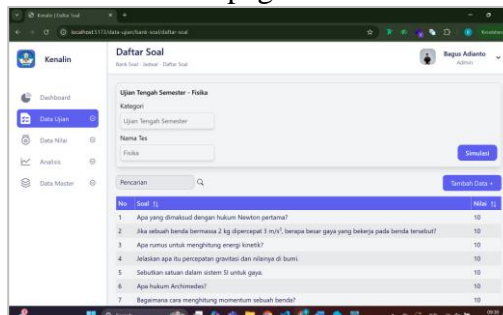 Kenalin | Daftar Soal
localhost:5173/data-ujian/bank-soal/daftar-soal
Kenalin
Daftar Soal
Bank Soal - Jadwal - Daftar Soal
Bagus Adianto
Admin
Dashboard
Data Ujian
Data Nilai
Analisis
Data Master
Ujian Tengah Semester - Fisika
Kategori
Ujian Tengah Semester
Nama Tes
Fisika
Simulasi
Pencarian
Tambah Data +
No Soal Nilai
1 Apa yang dimaksud dengan hukum Newton pertama? 10
2 Jika sebuah benda bermassa 2 kg dipercepat 3 m/s², berapa besar gaya yang bekerja pada benda tersebut? 10
3 Apa rumus untuk menghitung energi kinetik? 10
4 Jelaskan apa itu percepatan gravitasi dan nilainya di bumi. 10
5 Sebutkan satuan dalam sistem SI untuk gaya. 10
6 Apa hukum Archimedes? 10
7 Bagaimana cara menghitung momentum sebuah benda? 10